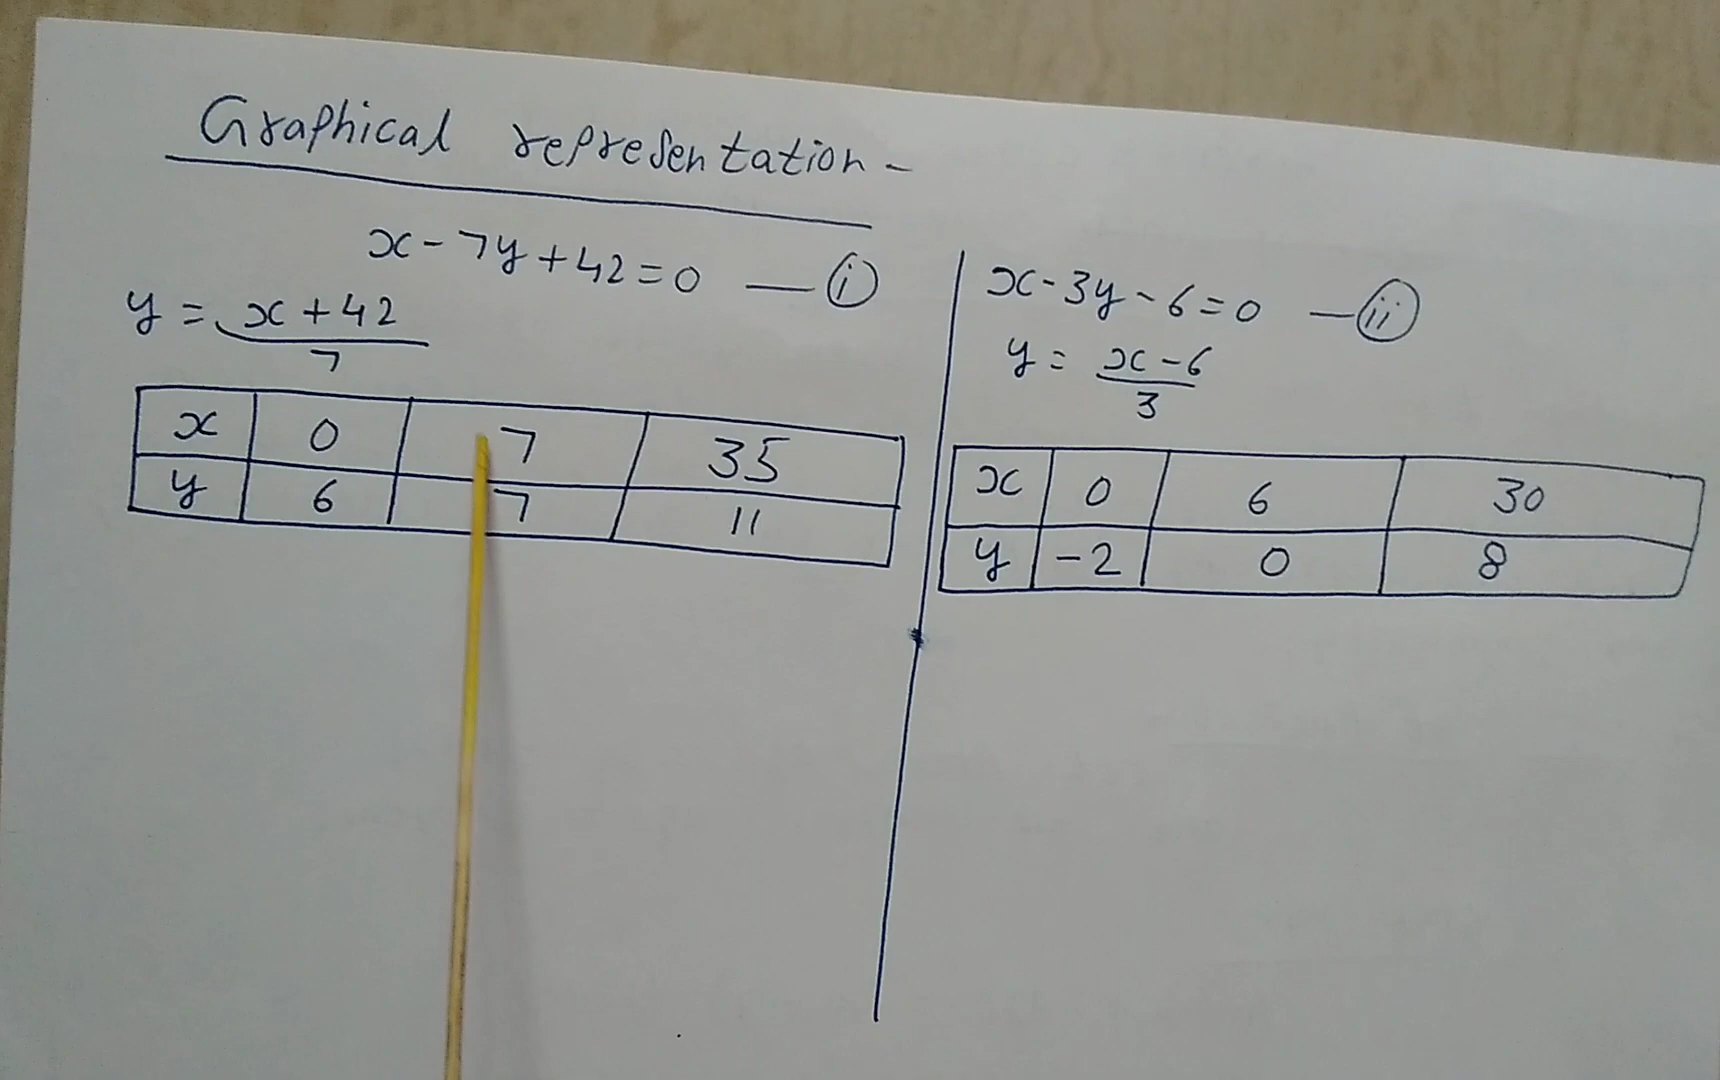 Graphical representation -
x - 7y + 42 = 0 — (i)
y = x + 42 / 7
x 0 7 35
y 6 7 11
x - 3y - 6 = 0 — (ii)
y = x - 6 / 3
x 0 6 30
y -2 0 8